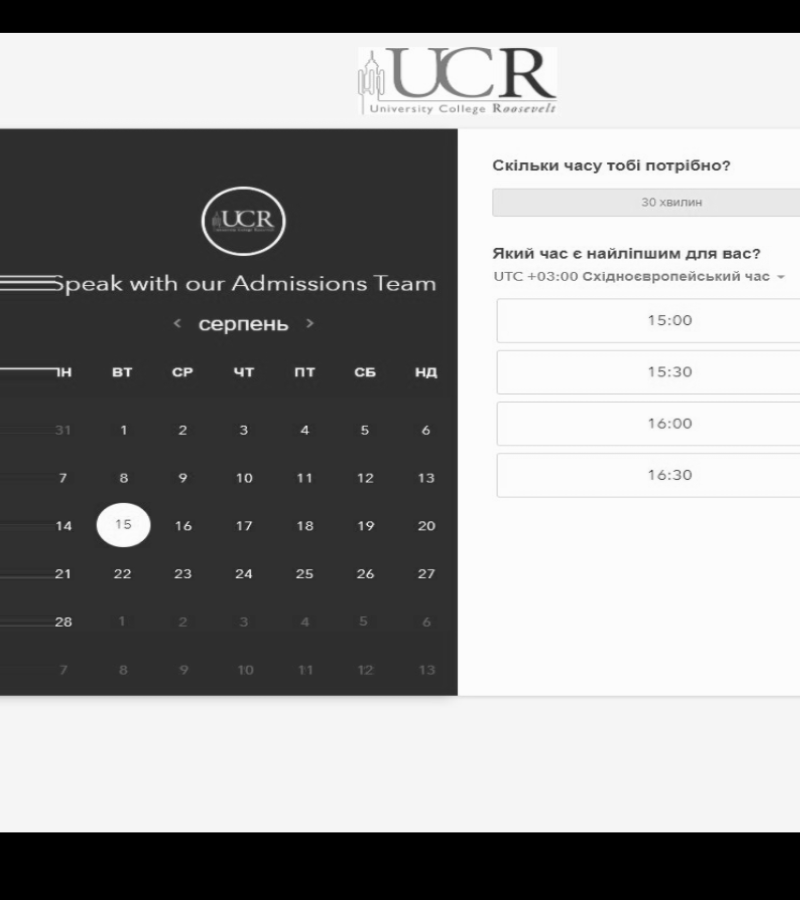 UCR
University College Roosevelt
UCR
Speak with our Admissions Team
< серпень >
ІН ВТ СР ЧТ ПТ СБ НД
31 1 2 3 4 5 6
7 8 9 10 11 12 13
14 15 16 17 18 19 20
21 22 23 24 25 26 27
28 1 2 3 4 5 6
7 8 9 10 11 12 13
Скільки часу тобі потрібно?
30 хвилин
Який час є найліпшим для вас?
UTC +03:00 Східноєвропейський час
15:00
15:30
16:00
16:30